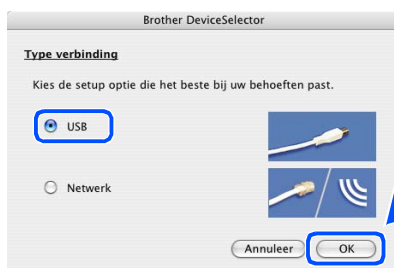 Brother DeviceSelector
Type verbinding
Kies de setup optie die het beste bij uw behoeften past.
USB
Netwerk
Annuleer OK